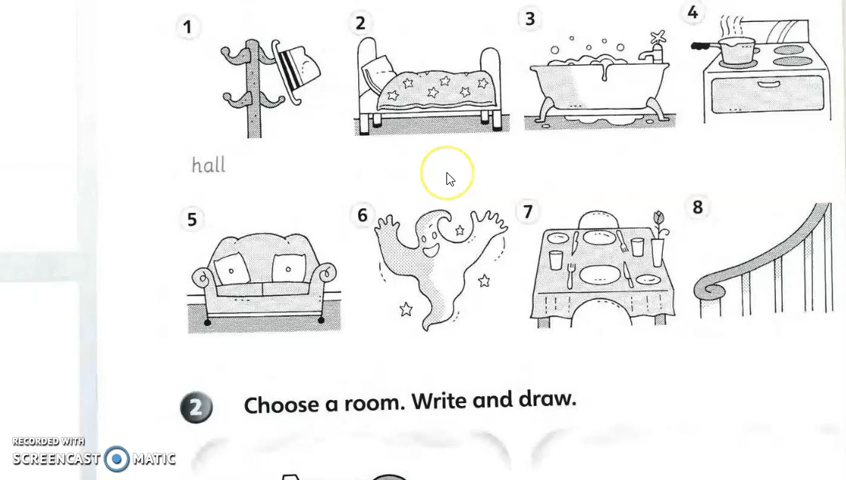 1 2 3 4
hall
5 6 7 8
2 Choose a room. Write and draw.
RECORDED WITH
SCREENCAST MATIC